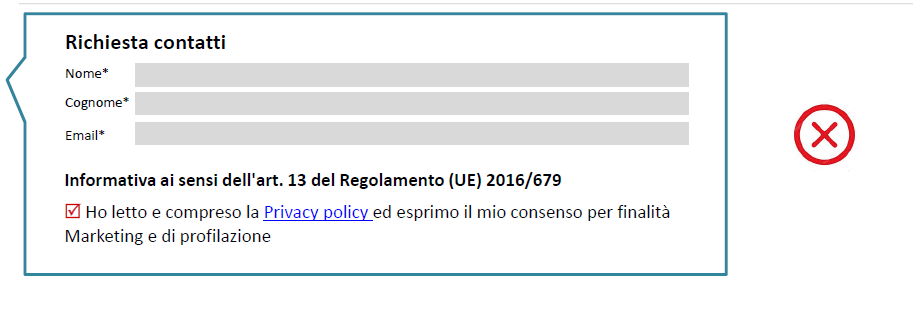 Richiesta contatti
Nome*
Cognome*
Email*
Informativa ai sensi dell'art. 13 del Regolamento (UE) 2016/679
Ho letto e compreso la Privacy policy ed esprimo il mio consenso per finalità
Marketing e di profilazione